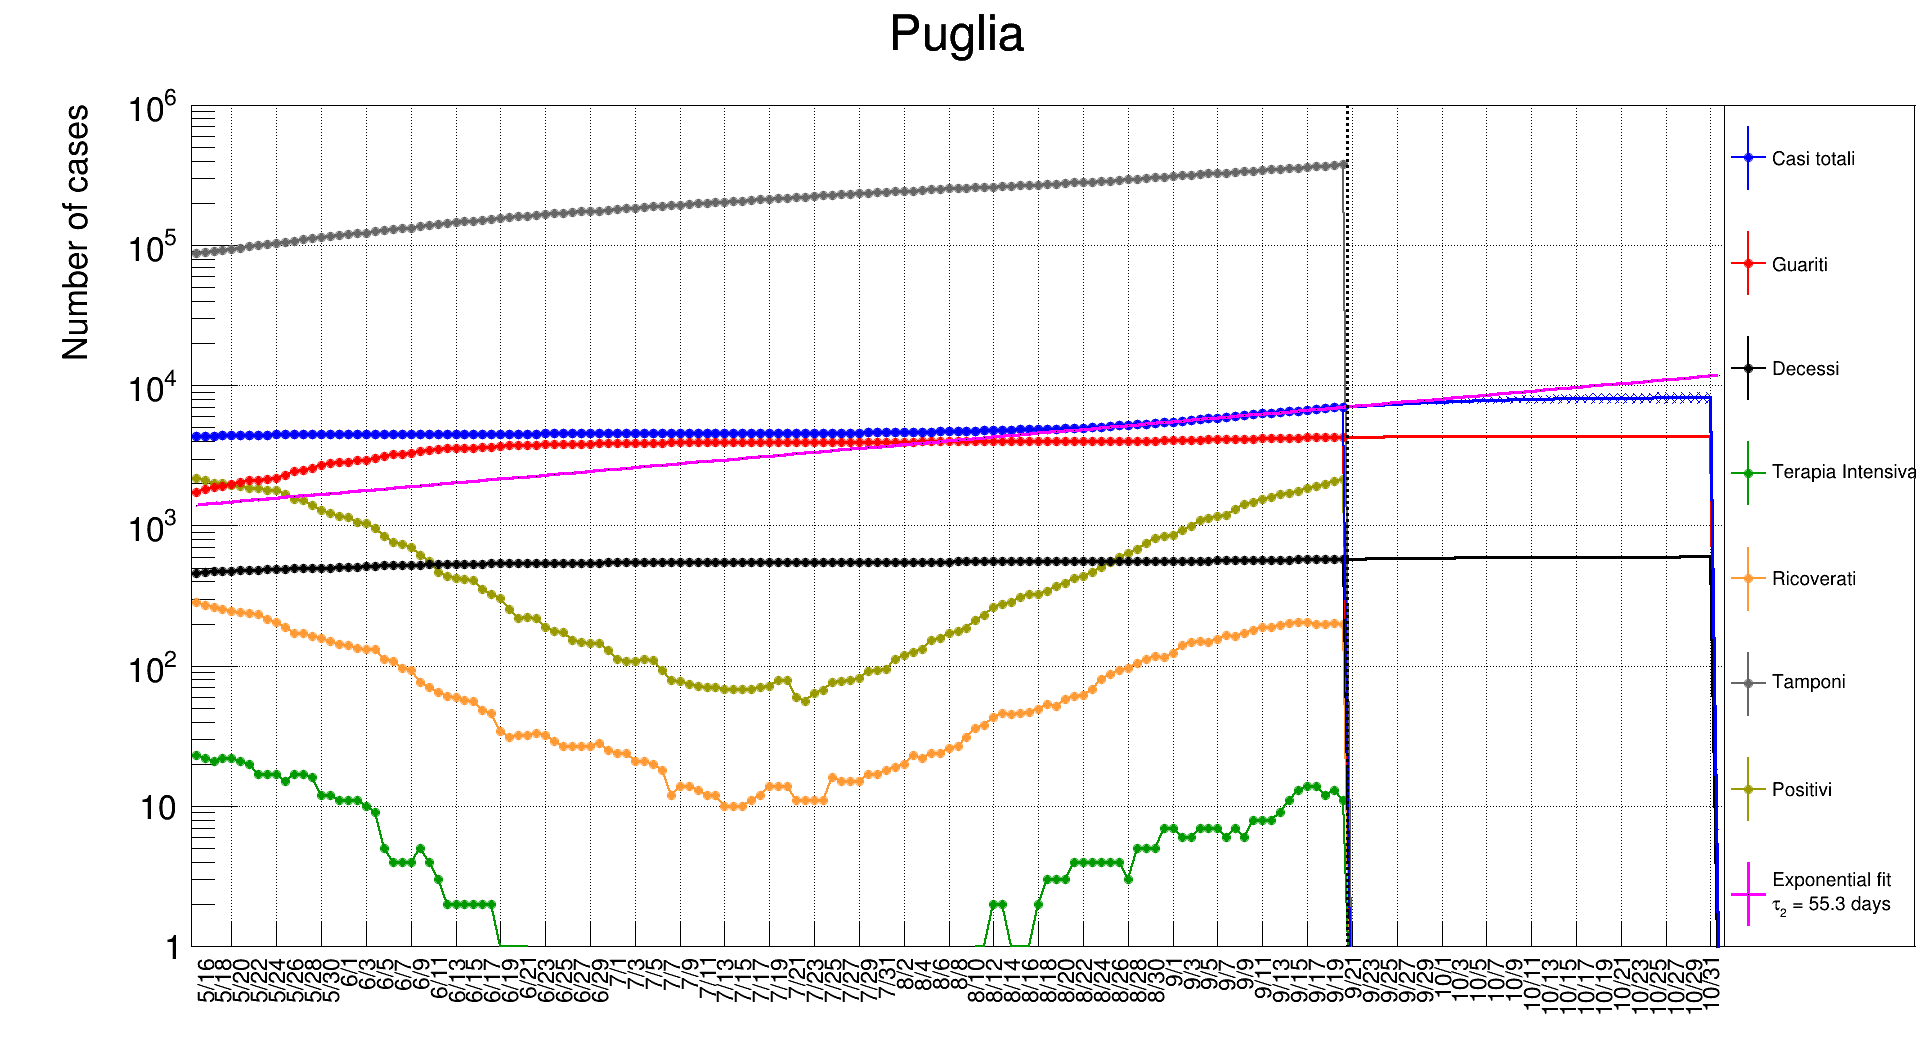 Puglia
Number of cases
10^6
10^5
10^4
10^3
10^2
10
1
5/16 5/18 5/20 5/22 5/24 5/26 5/28 5/30 6/1 6/3 6/5 6/7 6/9 6/11 6/13 6/15 6/17 6/19 6/21 6/23 6/25 6/27 6/29 7/1 7/3 7/5 7/7 7/9 7/11 7/13 7/15 7/17 7/19 7/21 7/23 7/25 7/27 7/29 7/31 8/2 8/4 8/6 8/8 8/10 8/12 8/14 8/16 8/18 8/20 8/22 8/24 8/26 8/28 8/30 9/1 9/3 9/5 9/7 9/9 9/11 9/13 9/15 9/17 9/19 9/21 9/23 9/25 9/27 9/29 10/1 10/3 10/5 10/7 10/9 10/11 10/13 10/15 10/17 10/19 10/21 10/23 10/25 10/27 10/29 10/31
Casi totali
Guariti
Decessi
Terapia Intensiva
Ricoverati
Tamponi
Positivi
Exponential fit
τ₂ = 55.3 days